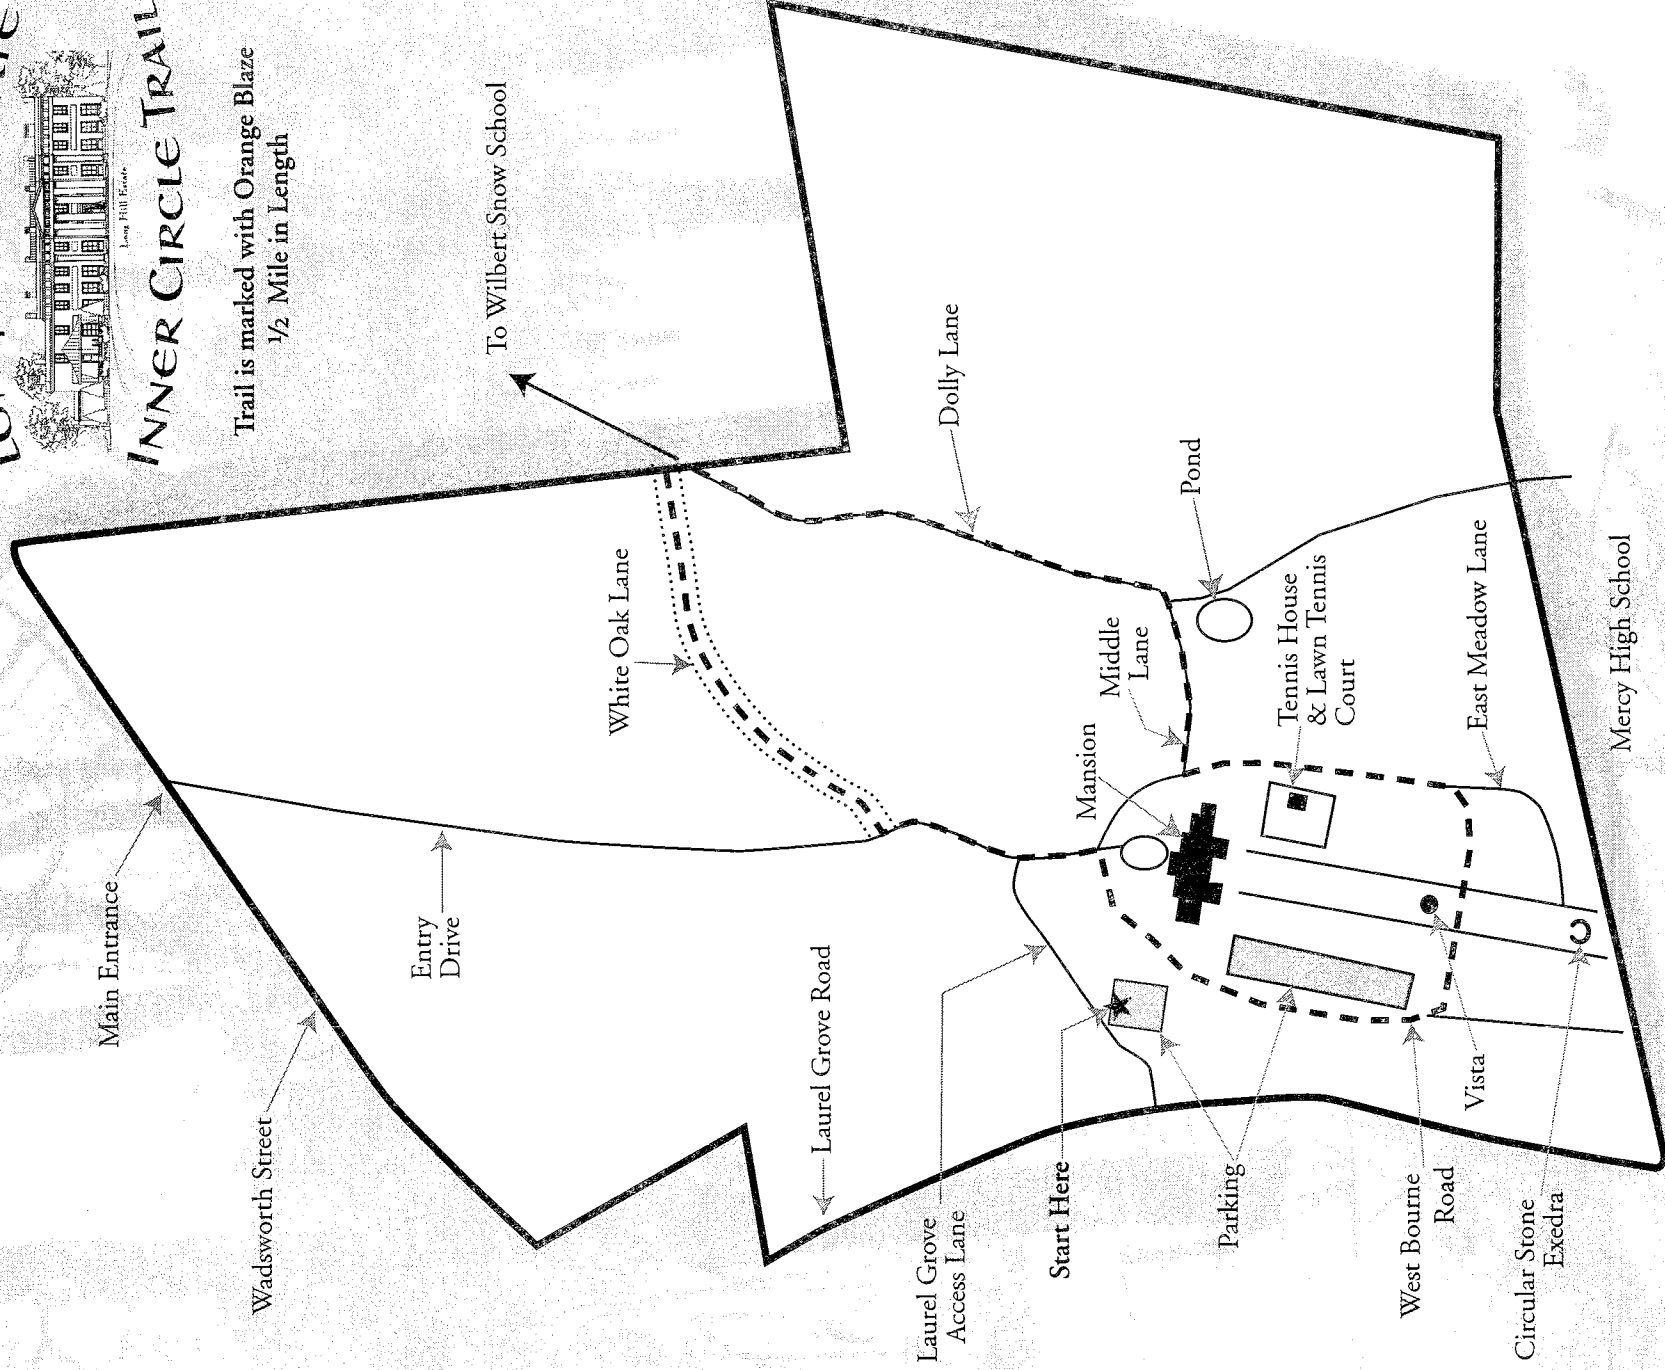 Long Hill Estate
INNER CIRCLE TRAIL
Trail is marked with Orange Blaze
½ Mile in Length
To Wilbert Snow School
Main Entrance
Wadsworth Street
Entry
Drive
White Oak Lane
Laurel Grove Road
Dolly Lane
Laurel Grove
Access Lane
Start Here
Mansion
Middle
Lane
Pond
Parking
Tennis House
& Lawn Tennis
Court
West Bourne
Road
Vista
East Meadow Lane
Circular Stone
Exedra
Mercy High School